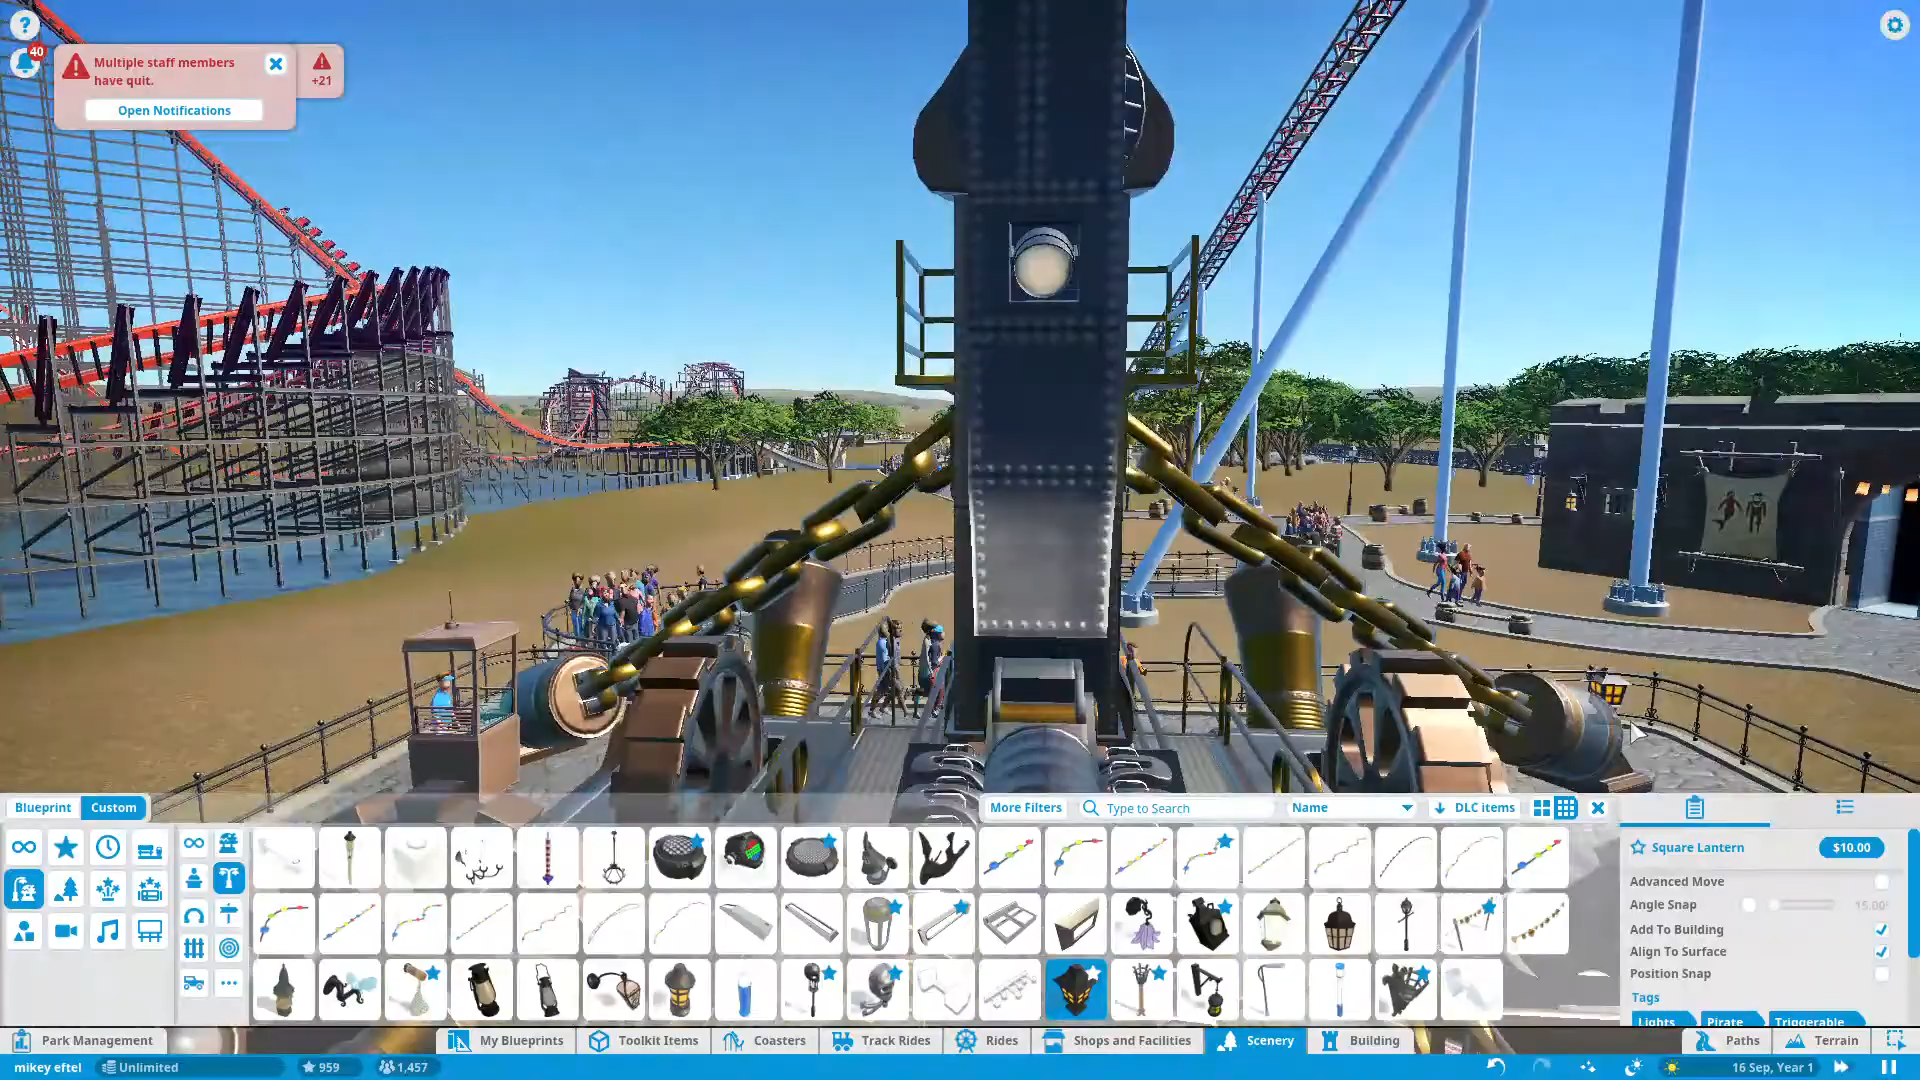 ?
40
Multiple staff members
have quit.
+21
Open Notifications
Blueprint
Custom
More Filters
Type to Search
Name
DLC items
Square Lantern
$10.00
Advanced Move
Angle Snap
15.00°
Add To Building
Align To Surface
Position Snap
Tags
Lights
Pirate
Triggerable
Park Management
My Blueprints
Toolkit Items
Coasters
Track Rides
Rides
Shops and Facilities
Scenery
Building
Paths
Terrain
mikey eftel
Unlimited
959
1,457
16 Sep, Year 1